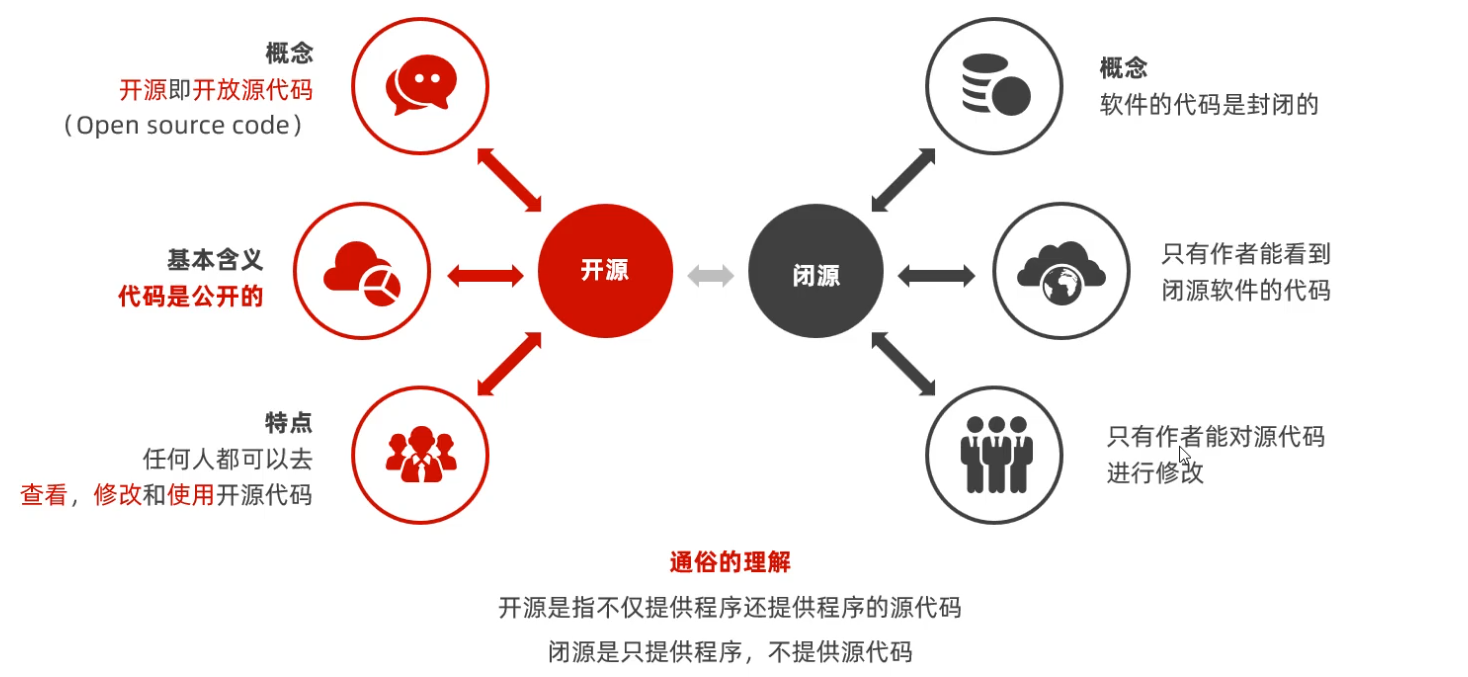 概念
开源即开放源代码
（Open source code）
基本含义
代码是公开的
特点
任何人都可以去
查看，修改和使用开源代码
开源
闭源
概念
软件的代码是封闭的
只有作者能看到
闭源软件的代码
只有作者能对源代码
进行修改
通俗的理解
开源是指不仅提供程序还提供程序的源代码
闭源是只提供程序，不提供源代码